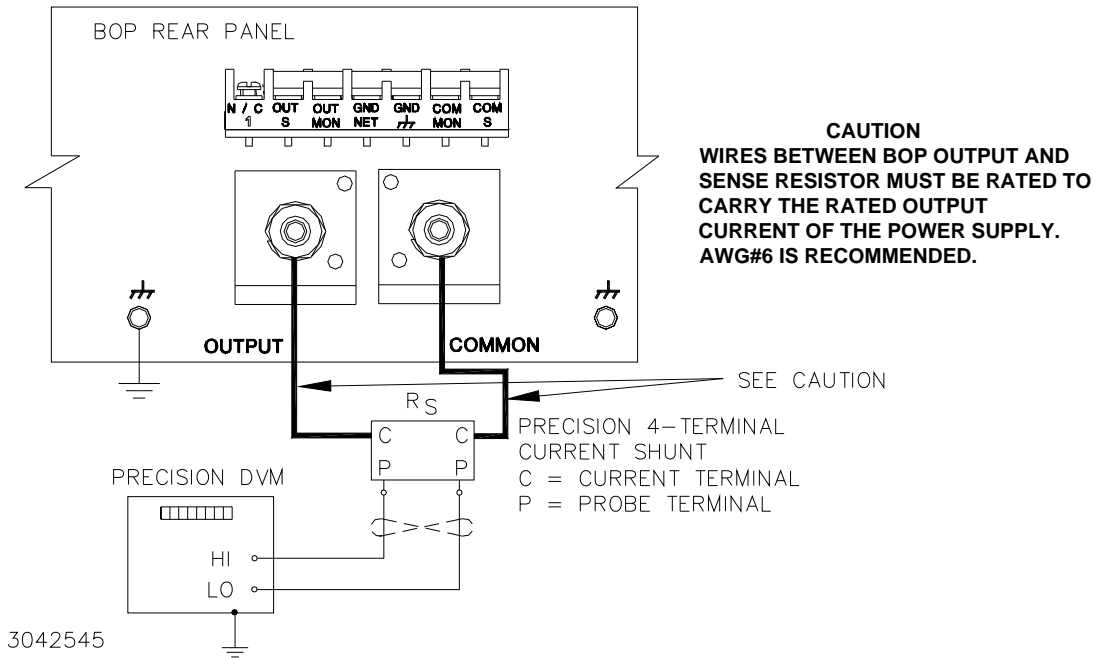 BOP REAR PANEL
N / C OUT OUT GND GND COM COM
1 S MON NET MON S
CAUTION
WIRES BETWEEN BOP OUTPUT AND
SENSE RESISTOR MUST BE RATED TO
CARRY THE RATED OUTPUT
CURRENT OF THE POWER SUPPLY.
AWG#6 IS RECOMMENDED.
OUTPUT
COMMON
SEE CAUTION
RS
C C
P P
PRECISION 4-TERMINAL
CURRENT SHUNT
C = CURRENT TERMINAL
P = PROBE TERMINAL
PRECISION DVM
HI
LO
3042545